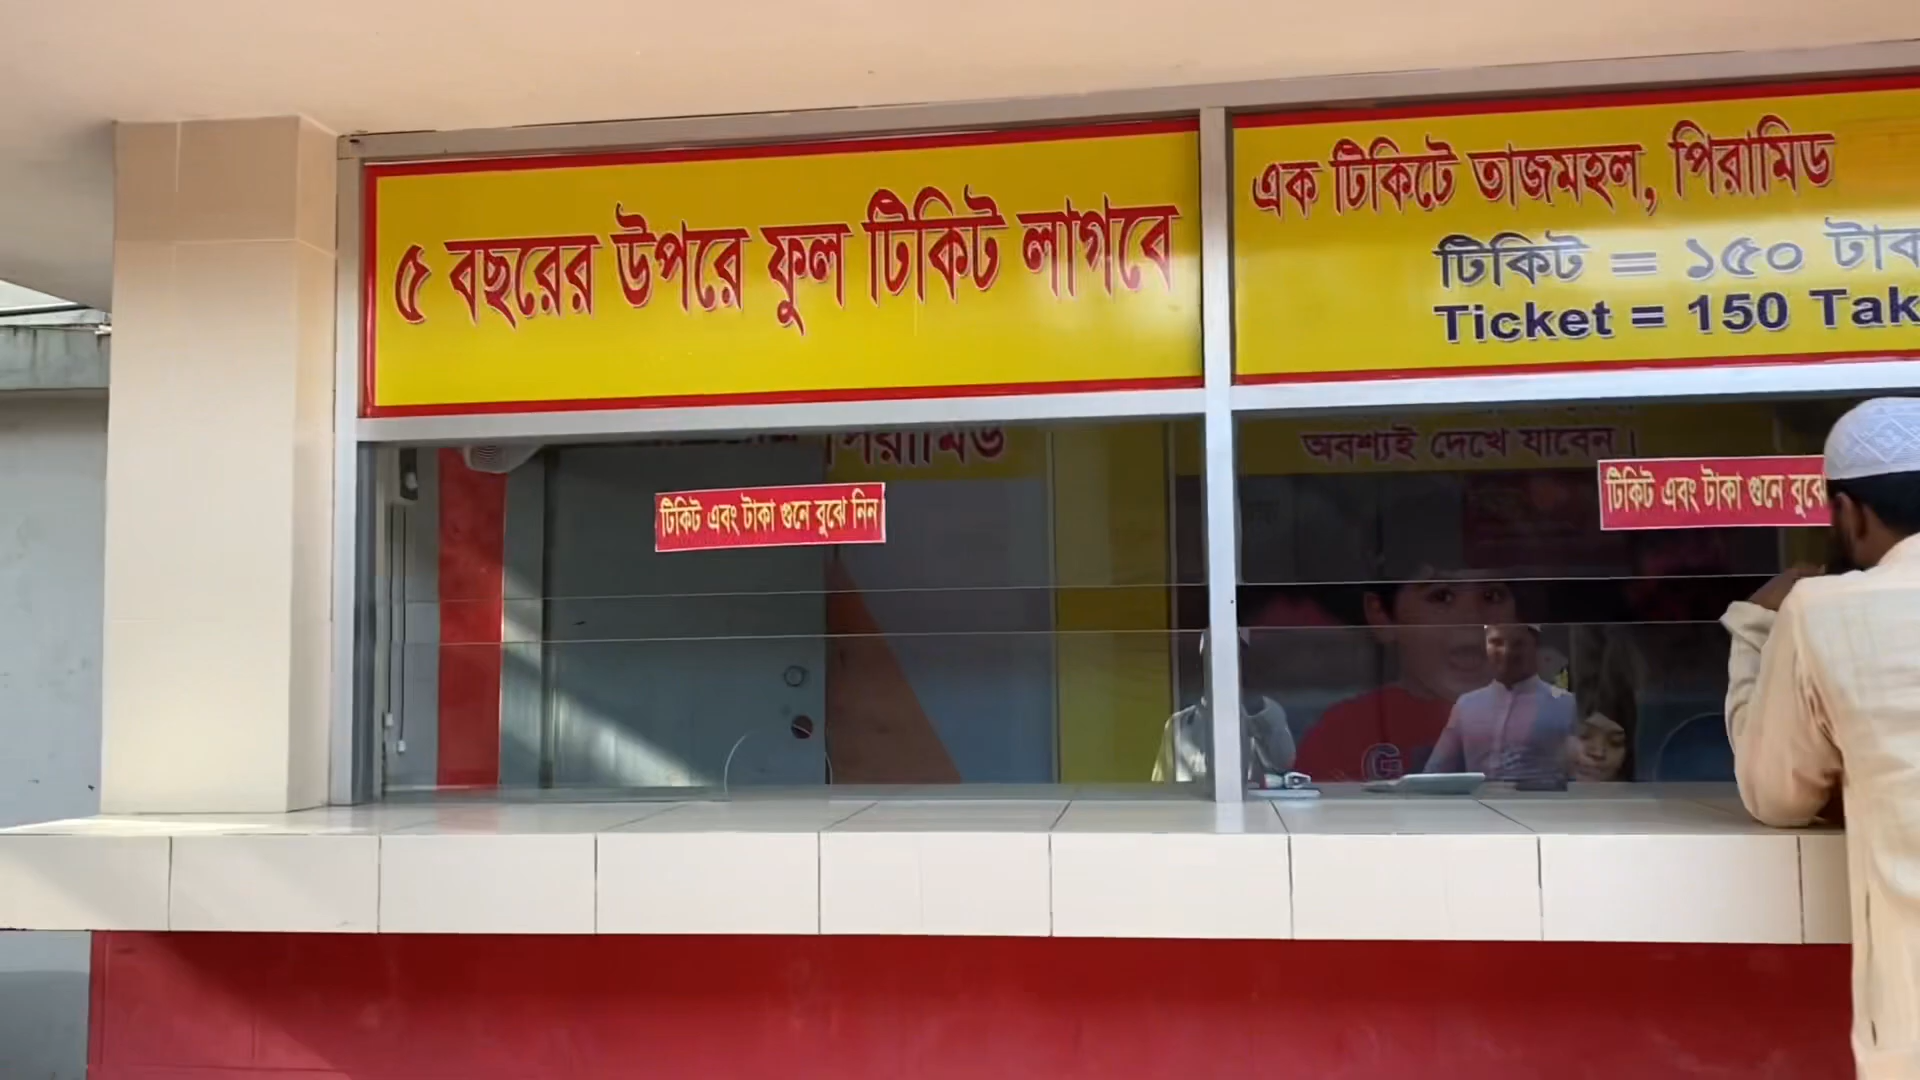 ৫ বছরের উপরে ফুল টিকিট লাগবে
এক টিকিটে তাজমহল, পিরামিড
টিকিট = ১৫০ টাক
Ticket = 150 Tak
পিরামিড
অবশ্যই দেখে যাবেন।
টিকিট এবং টাকা গুনে বুঝে নিন
টিকিট এবং টাকা গুনে বুঝে